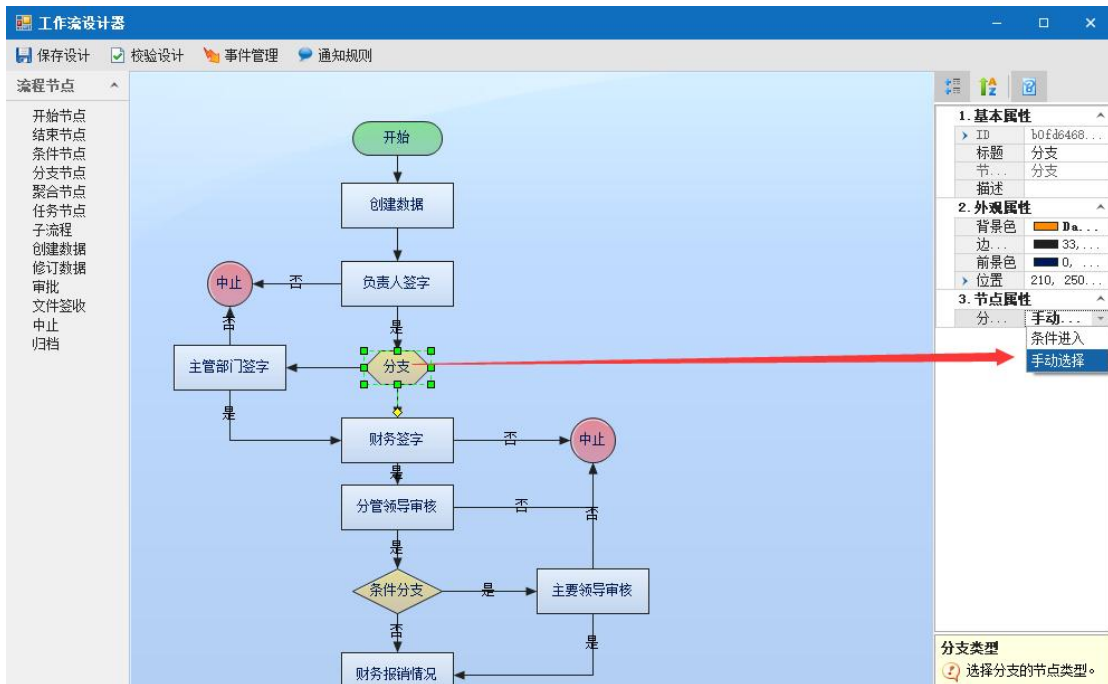 工作流设计器
保存设计 校验设计 事件管理 通知规则
流程节点
开始节点
结束节点
条件节点
分支节点
聚合节点
任务节点
子流程
创建数据
修订数据
审批
文件签收
中止
归档
开始
创建数据
中止 否 负责人签字
否 是
主管部门签字 分支
是
财务签字 否 中止
是
分管领导审核 否 否
是
条件分支 是 主要领导审核
否 是
财务报销情况
1.基本属性
ID b0fd6468...
标题 分支
节... 分支
描述
2.外观属性
背景色 Da...
边... 33,...
前景色 0, ...
位置 210, 250...
3.节点属性
分... 手动...
条件进入
手动选择
分支类型
选择分支的节点类型。